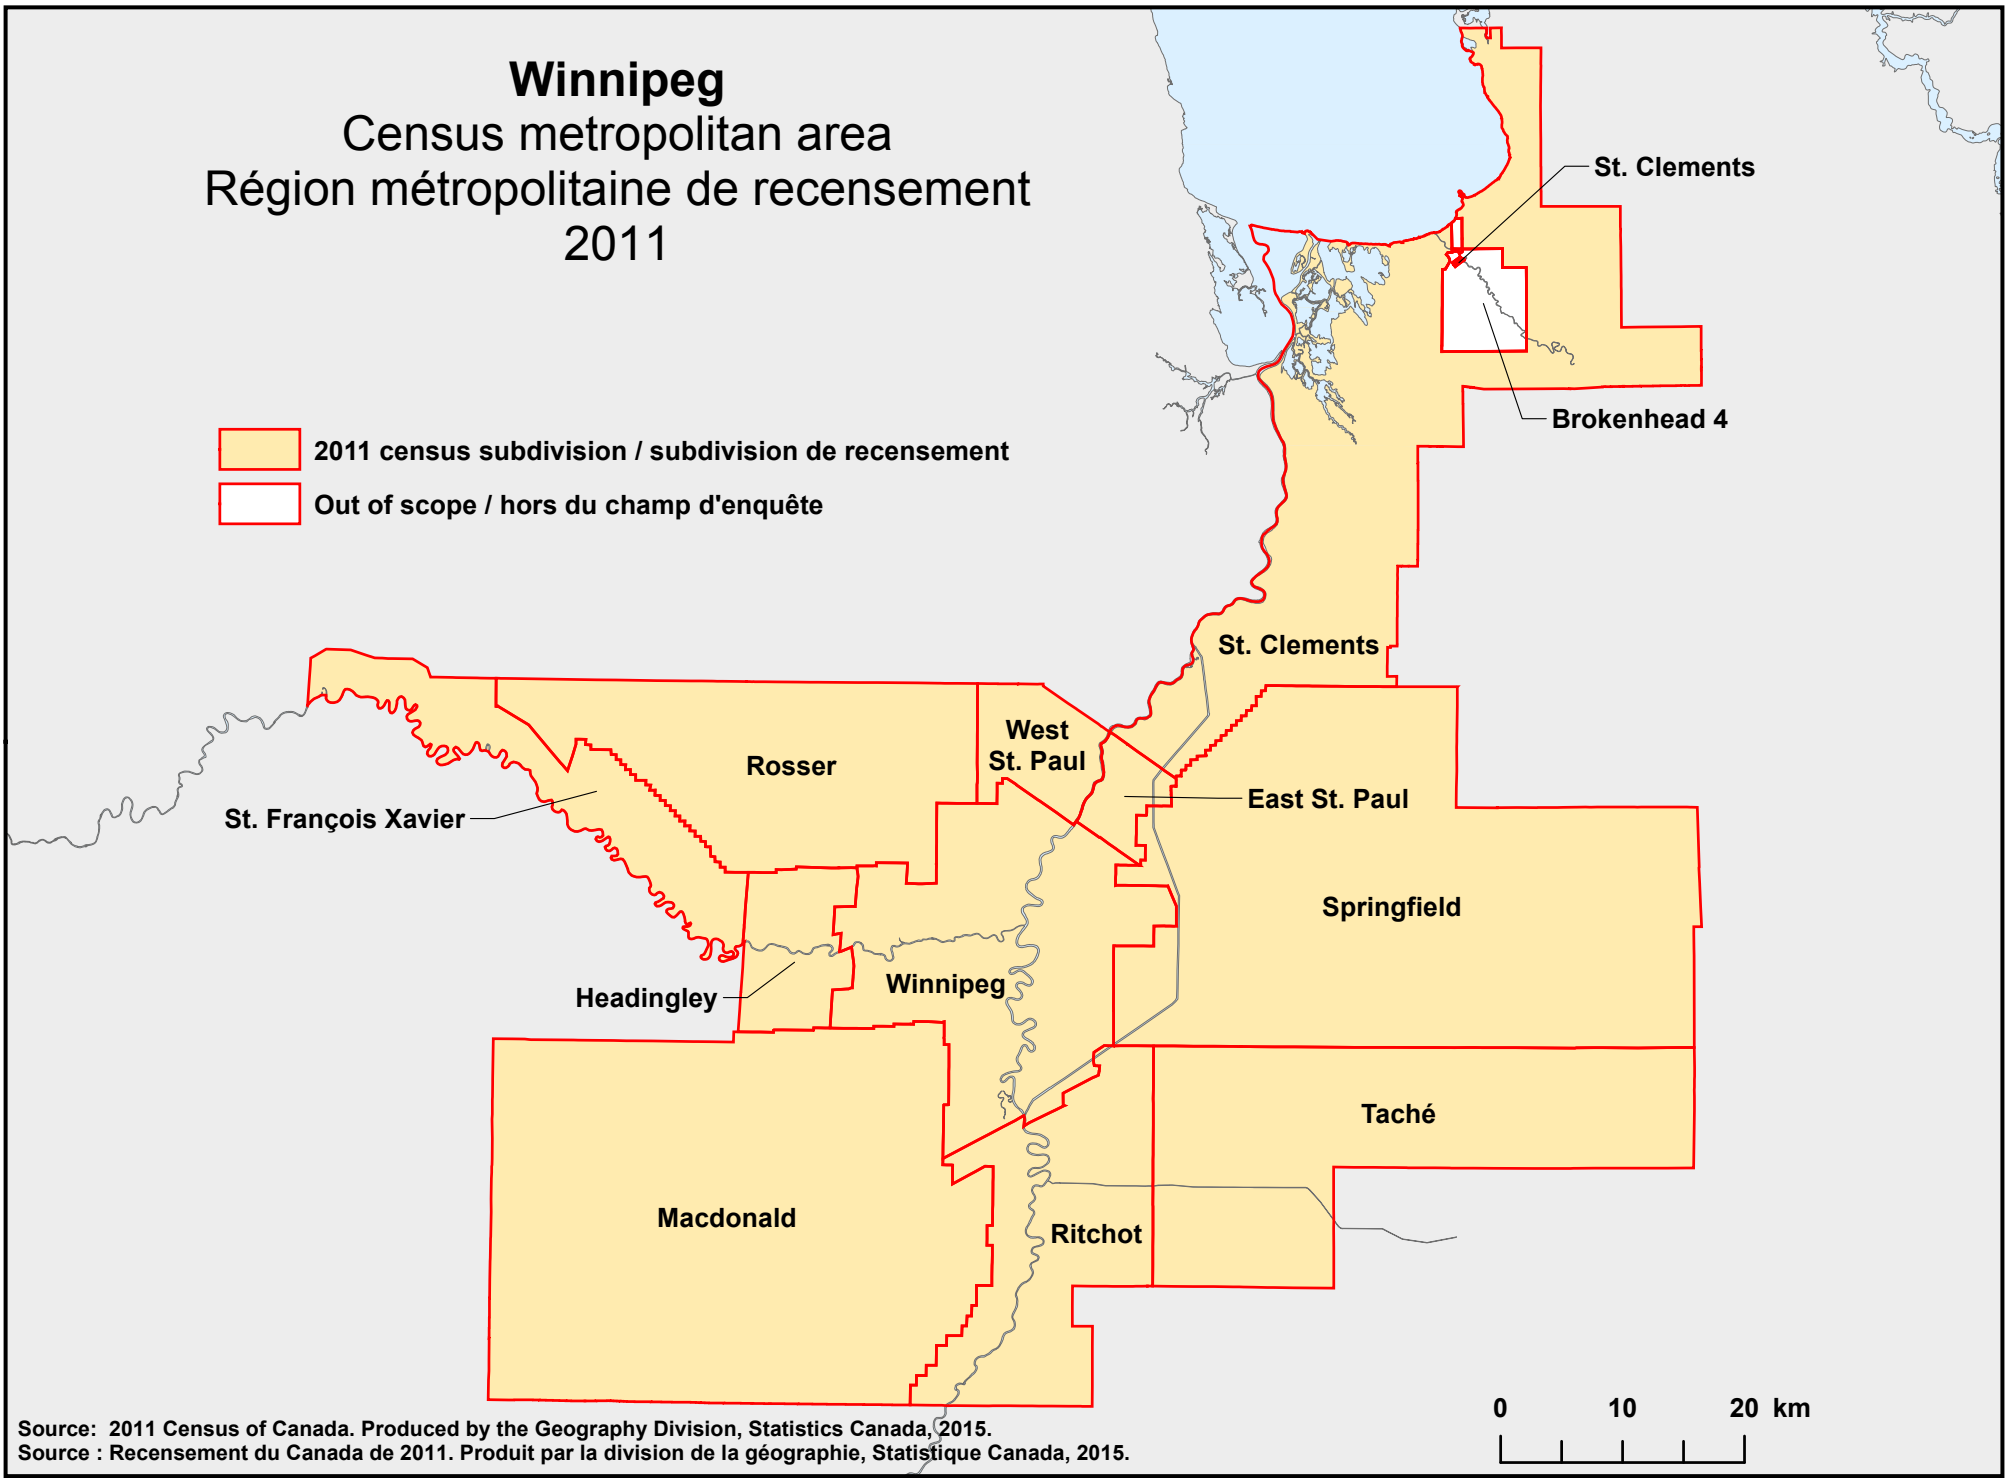 Winnipeg
Census metropolitan area
Région métropolitaine de recensement
2011
St. Clements
Brokenhead 4
2011 census subdivision / subdivision de recensement
Out of scope / hors du champ d'enquête
St. Clements
West
St. Paul
Rosser
East St. Paul
St. François Xavier
Springfield
Winnipeg
Headingley
Taché
Macdonald
Ritchot
0 10 20 km
Source: 2011 Census of Canada. Produced by the Geography Division, Statistics Canada, 2015.
Source : Recensement du Canada de 2011. Produit par la division de la géographie, Statistique Canada, 2015.